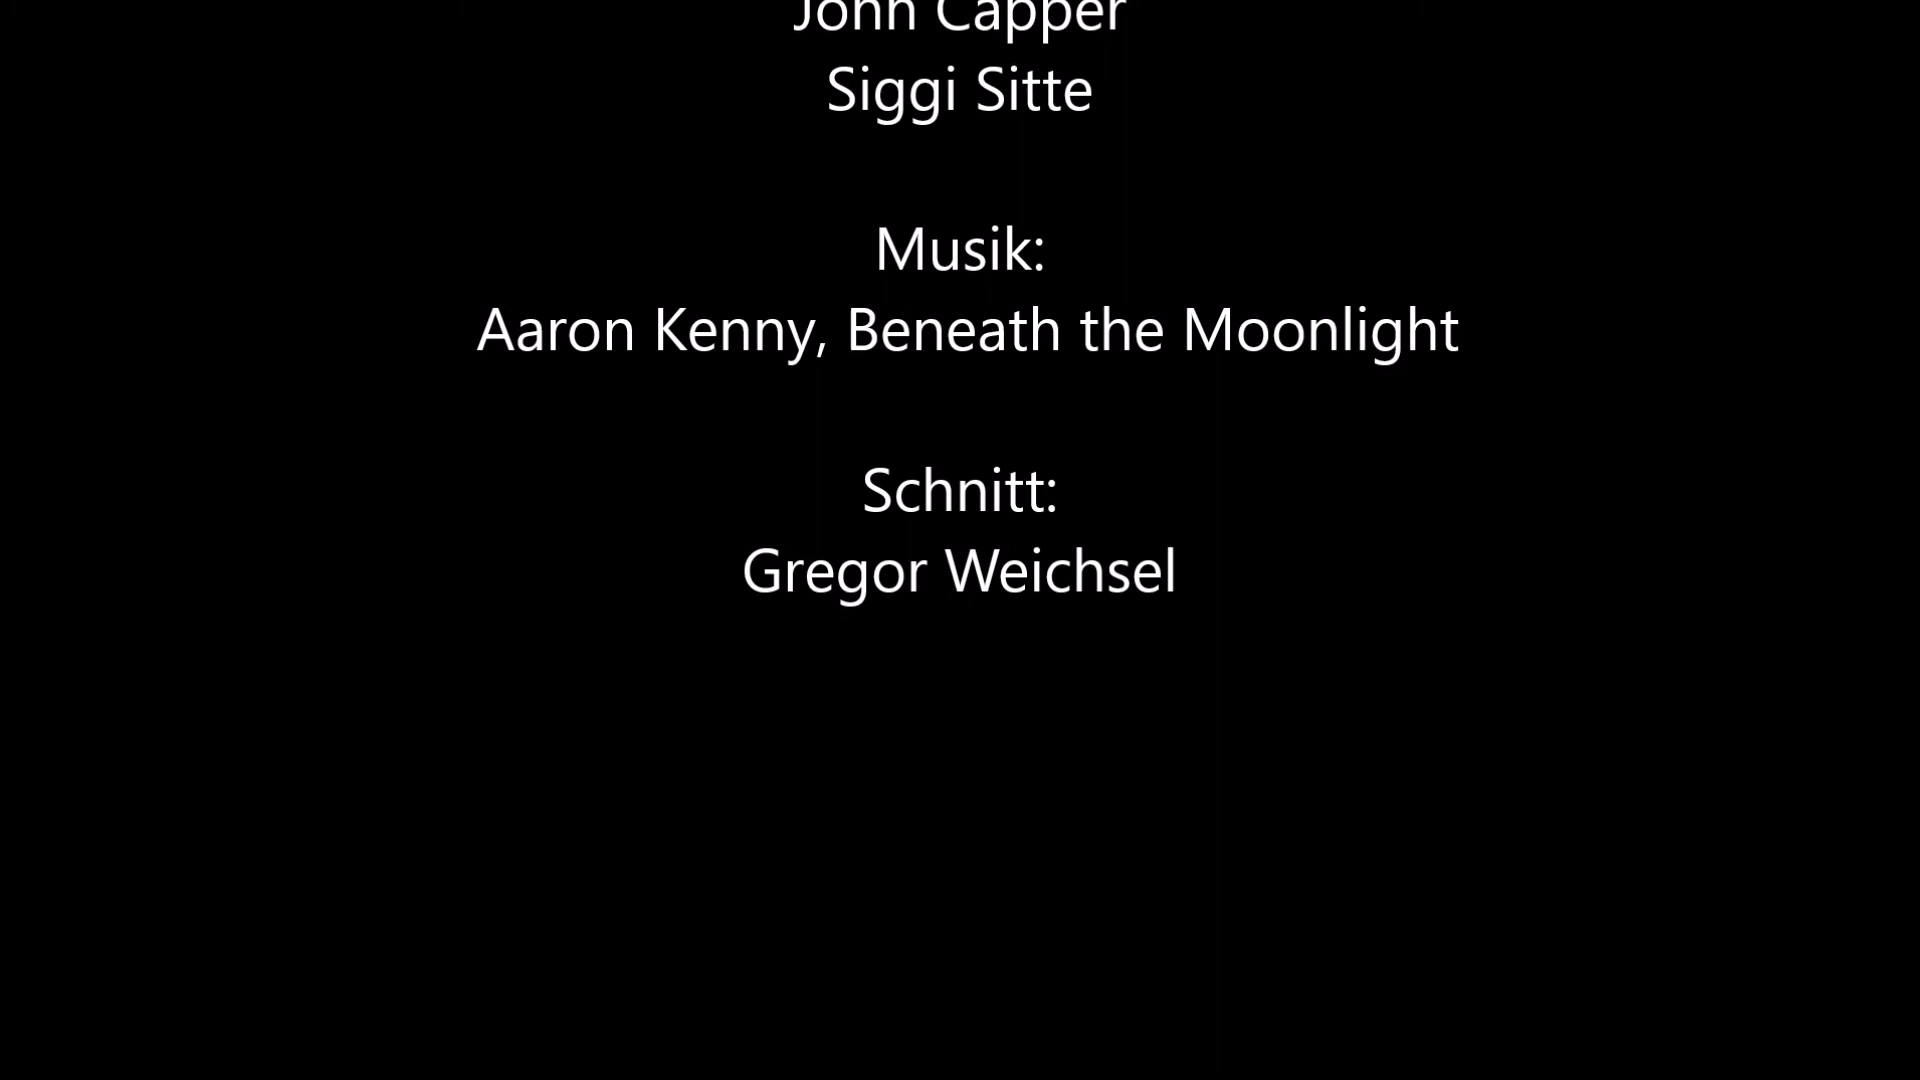 John Capper
Siggi Sitte
Musik:
Aaron Kenny, Beneath the Moonlight
Schnitt:
Gregor Weichsel